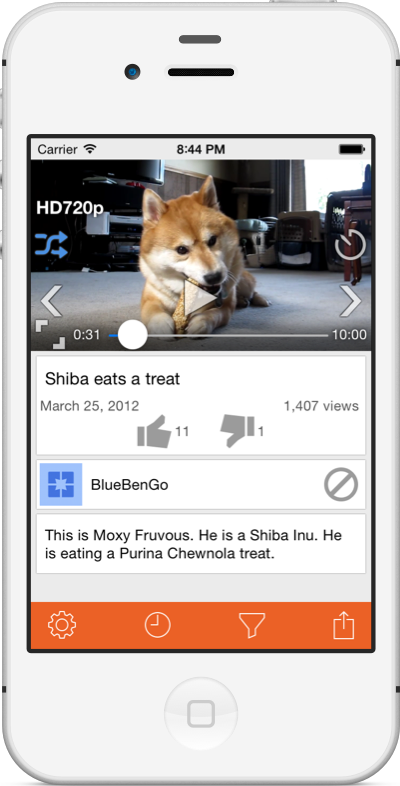 Carrier 8:44 PM
HD720p
0:31 10:00
Shiba eats a treat
March 25, 2012 1,407 views
11 1
BlueBenGo
This is Moxy Fruvous. He is a Shiba Inu. He
is eating a Purina Chewnola treat.